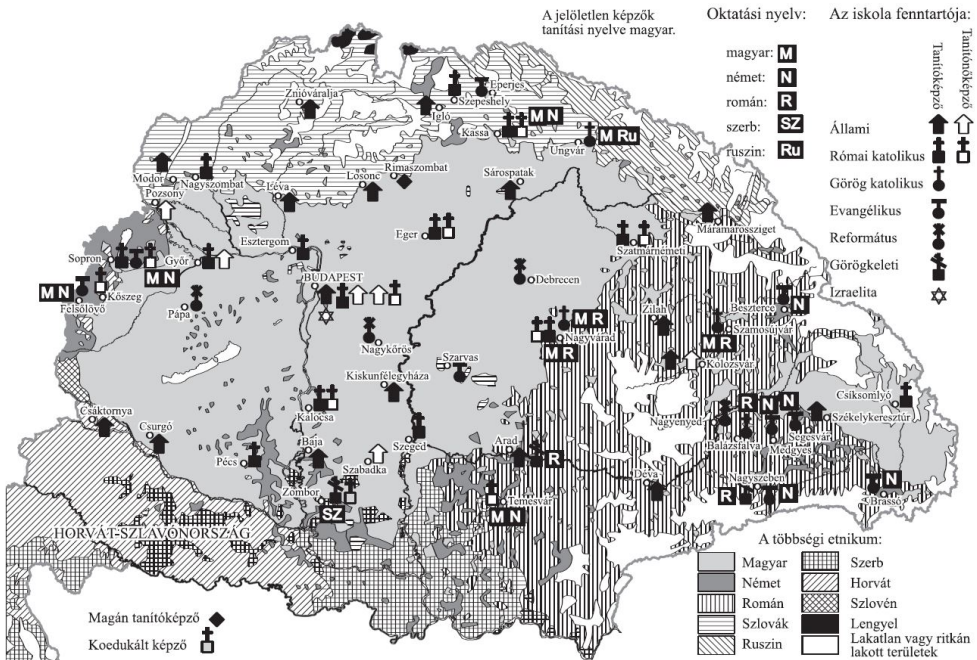 A jelöletlen képzők
tanítási nyelve magyar.
Oktatási nyelv:
magyar: M
német: N
román: R
szerb: SZ
ruszin: Ru
Az iskola fenntartója:
Tanítóképző
Tanítónőképző
Állami
Római katolikus
Görög katolikus
Evangélikus
Református
Görögkeleti
Izraelita
Znióváralja
Szepeshely
Eperjes
Igló
Kassa
M N
Ungvár
M Ru
Modor
Nagyszombat
Pozsony
Léva
Losonc
Rimaszombat
Sárospatak
Máramarossziget
Sopron
M N
Győr
Esztergom
Eger
Szatmárnémeti
M N
Felsőlövő
Kőszeg
Pápa
BUDAPEST
Debrecen
Nagykőrös
Nagyvárad
M R
M R
Zilah
Beszterce
N
Szamosújvár
M R
Kolozsvár
Szarvas
Kiskunfélegyháza
Csíksomlyó
Székelykeresztúr
Csáktornya
Csurgó
Kalocsa
Szeged
Nagyenyed
R
N
N
Balázsfalva
Medgyes
Segesvár
Pécs
Baja
Szabadka
Arad
R
Déva
Nagyszeben
R
N
Brassó
N
Zombor
SZ
Temesvár
M N
HORVÁT-SZLAVÓNORSZÁG
Magán tanítóképző
Koedukált képző
A többségi etnikum:
Magyar
Német
Román
Szlovák
Ruszin
Szerb
Horvát
Szlovén
Lengyel
Lakatlan vagy ritkán
lakott területek